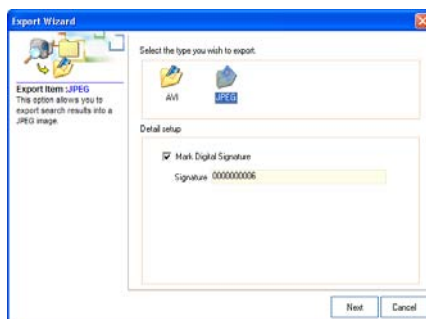 Export Wizard
Select the type you wish to export.
AVI
JPEG
Export Item :JPEG
This option allows you to
export search results into a
JPEG image.
Detail setup
Mark Digital Signature
Signature 0000000006
Next
Cancel